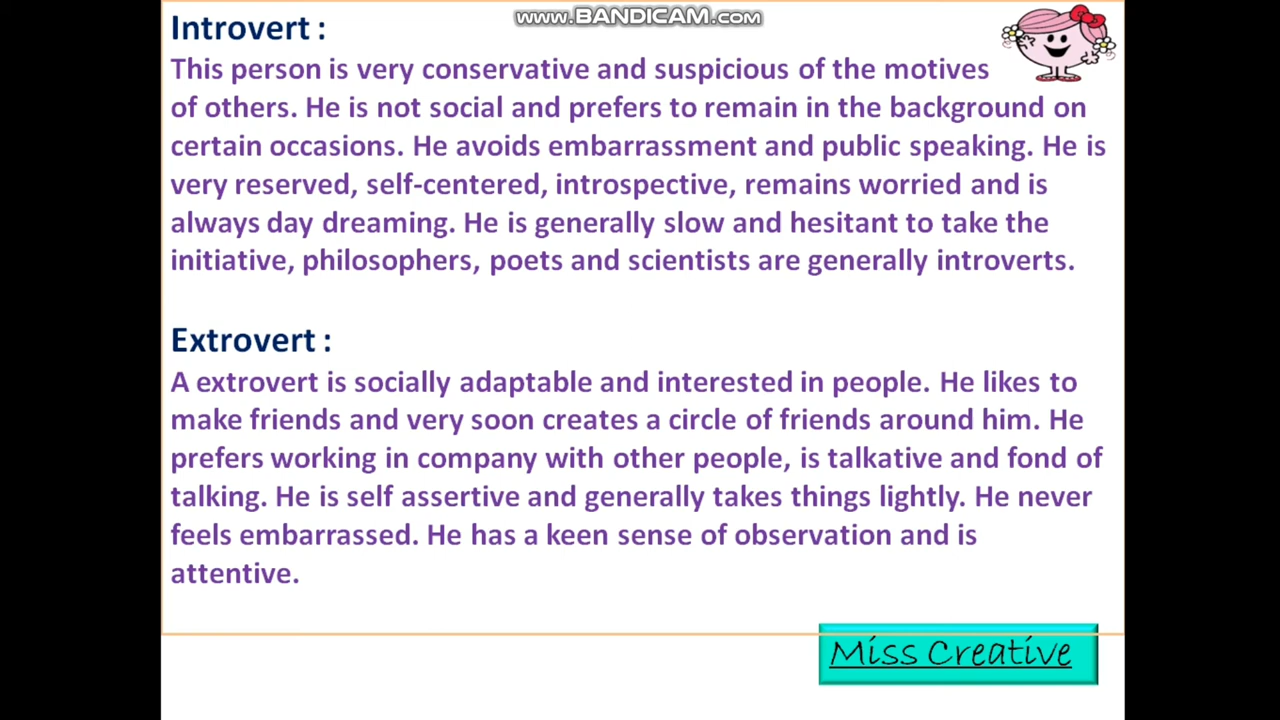 www.BANDICAM.com
Introvert :
This person is very conservative and suspicious of the motives
of others. He is not social and prefers to remain in the background on
certain occasions. He avoids embarrassment and public speaking. He is
very reserved, self-centered, introspective, remains worried and is
always day dreaming. He is generally slow and hesitant to take the
initiative, philosophers, poets and scientists are generally introverts.
Extrovert :
A extrovert is socially adaptable and interested in people. He likes to
make friends and very soon creates a circle of friends around him. He
prefers working in company with other people, is talkative and fond of
talking. He is self assertive and generally takes things lightly. He never
feels embarrassed. He has a keen sense of observation and is
attentive.
Miss Creative